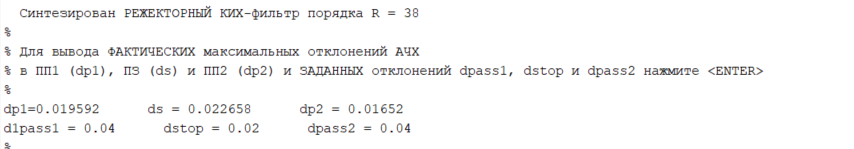 Синтезирован РЕЖЕКТОРНЫЙ КИХ-фильтр порядка R = 38
%
% Для вывода ФАКТИЧЕСКИХ максимальных отклонений АЧХ
% в ПП1 (dp1), ПЗ (ds) и ПП2 (dp2) и ЗАДАННЫХ отклонений dpass1, dstop и dpass2 нажмите <ENTER>
%
dp1=0.019592 ds = 0.022658 dp2 = 0.01652
d1pass1 = 0.04 dstop = 0.02 dpass2 = 0.04
%